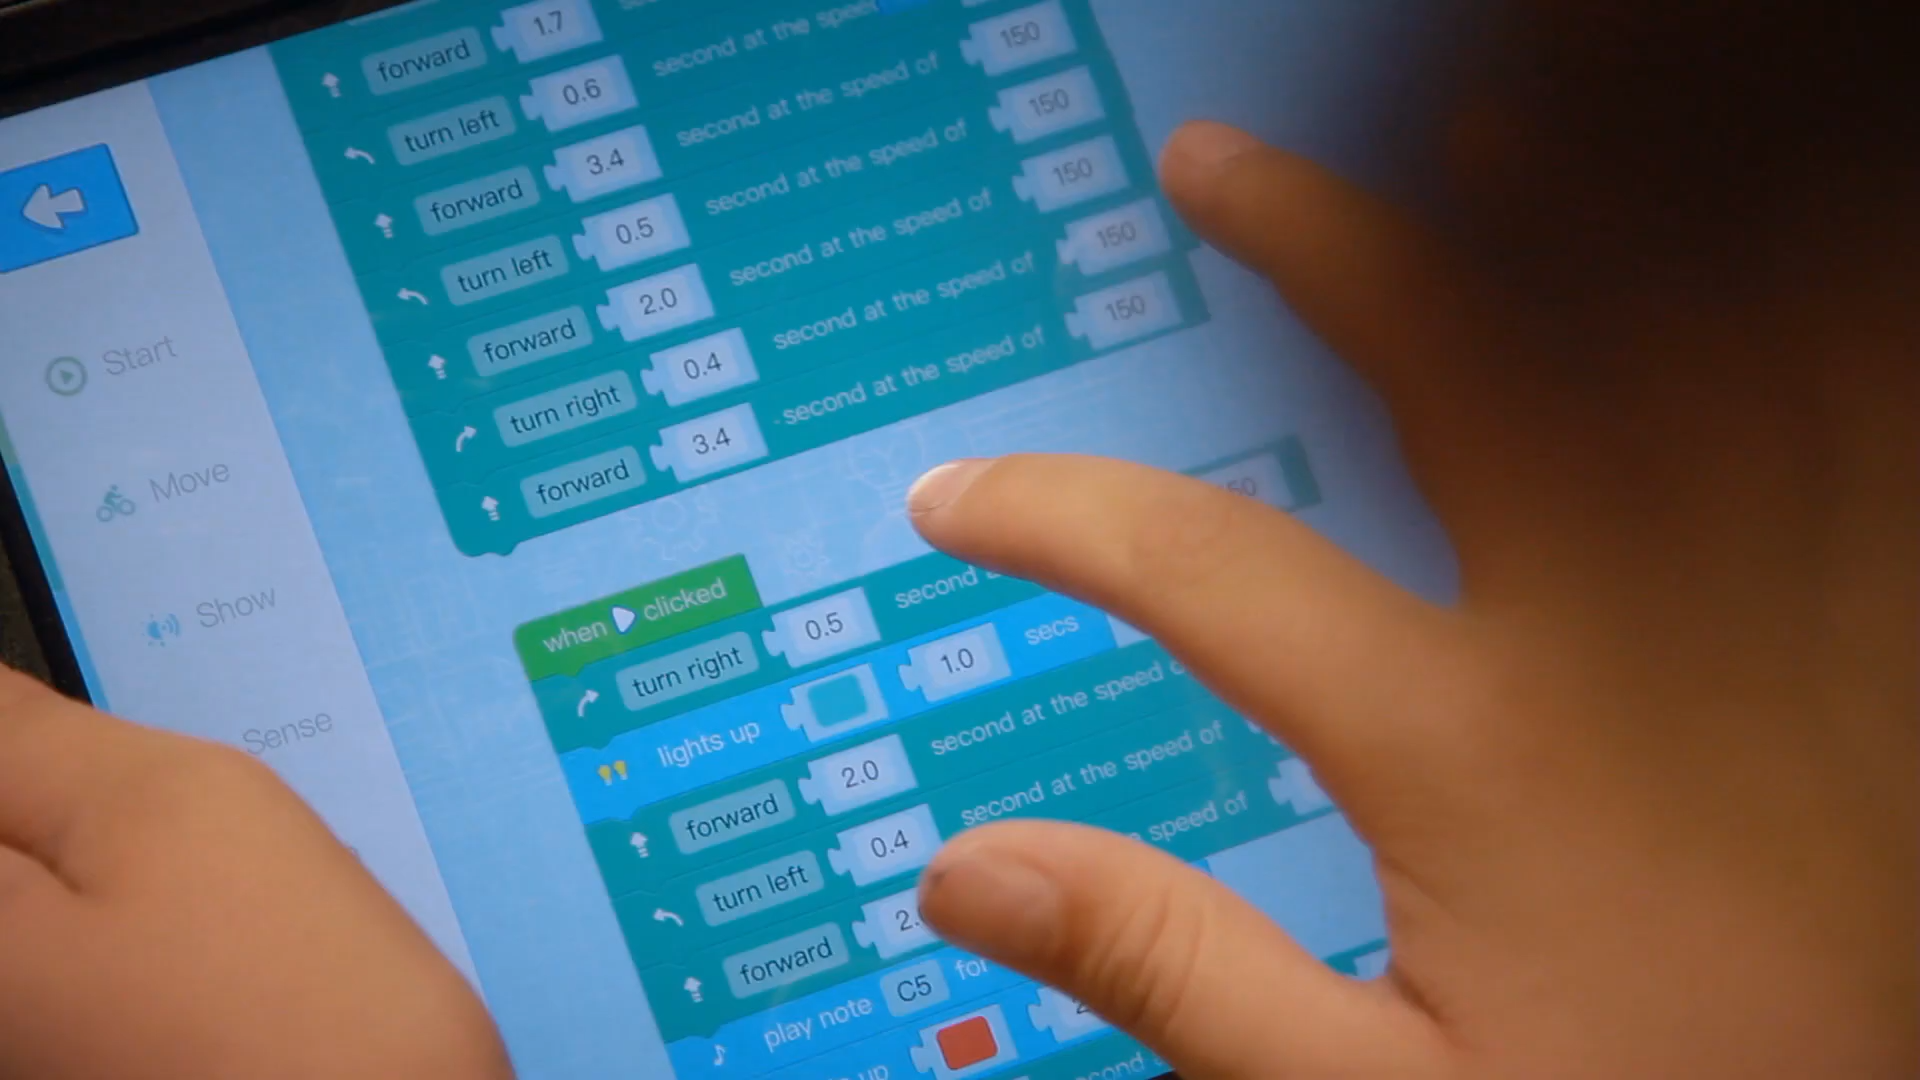 forward 1.7
turn left 0.6 second at the speed
forward 3.4 second at the speed of 150
turn left 0.5 second at the speed of 150
forward 2.0 second at the speed of 150
turn right 0.4 second at the speed of 150
forward 3.4 second at the speed of 150
when clicked
turn right 0.5 second
lights up 1.0 secs
forward 2.0 second at the speed
turn left 0.4 second at the speed of
forward speed of
play note C5 for
up
second
Start
Move
Show
Sense